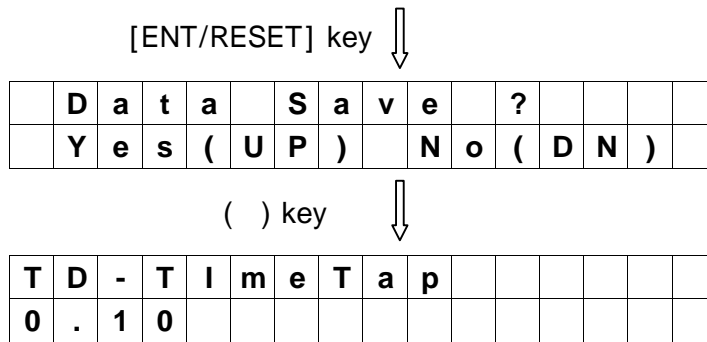 [ENT/RESET] key
Data Save ?
Yes(UP) No(DN)
( ) key
TD-TImeTap
0.10